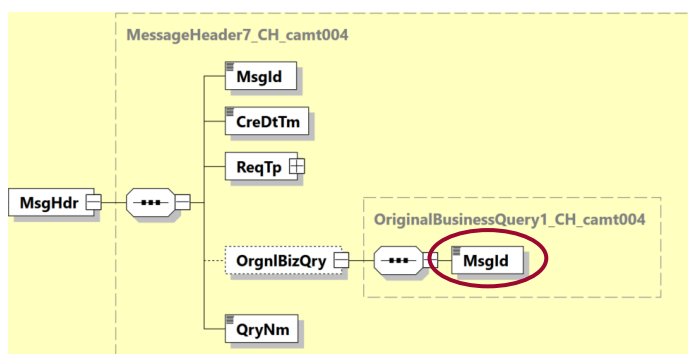 MessageHeader7_CH_camt004
MsgId
CreDtTm
ReqTp
MsgHdr
OriginalBusinessQuery1_CH_camt004
OrgnlBizQry
MsgId
QryNm